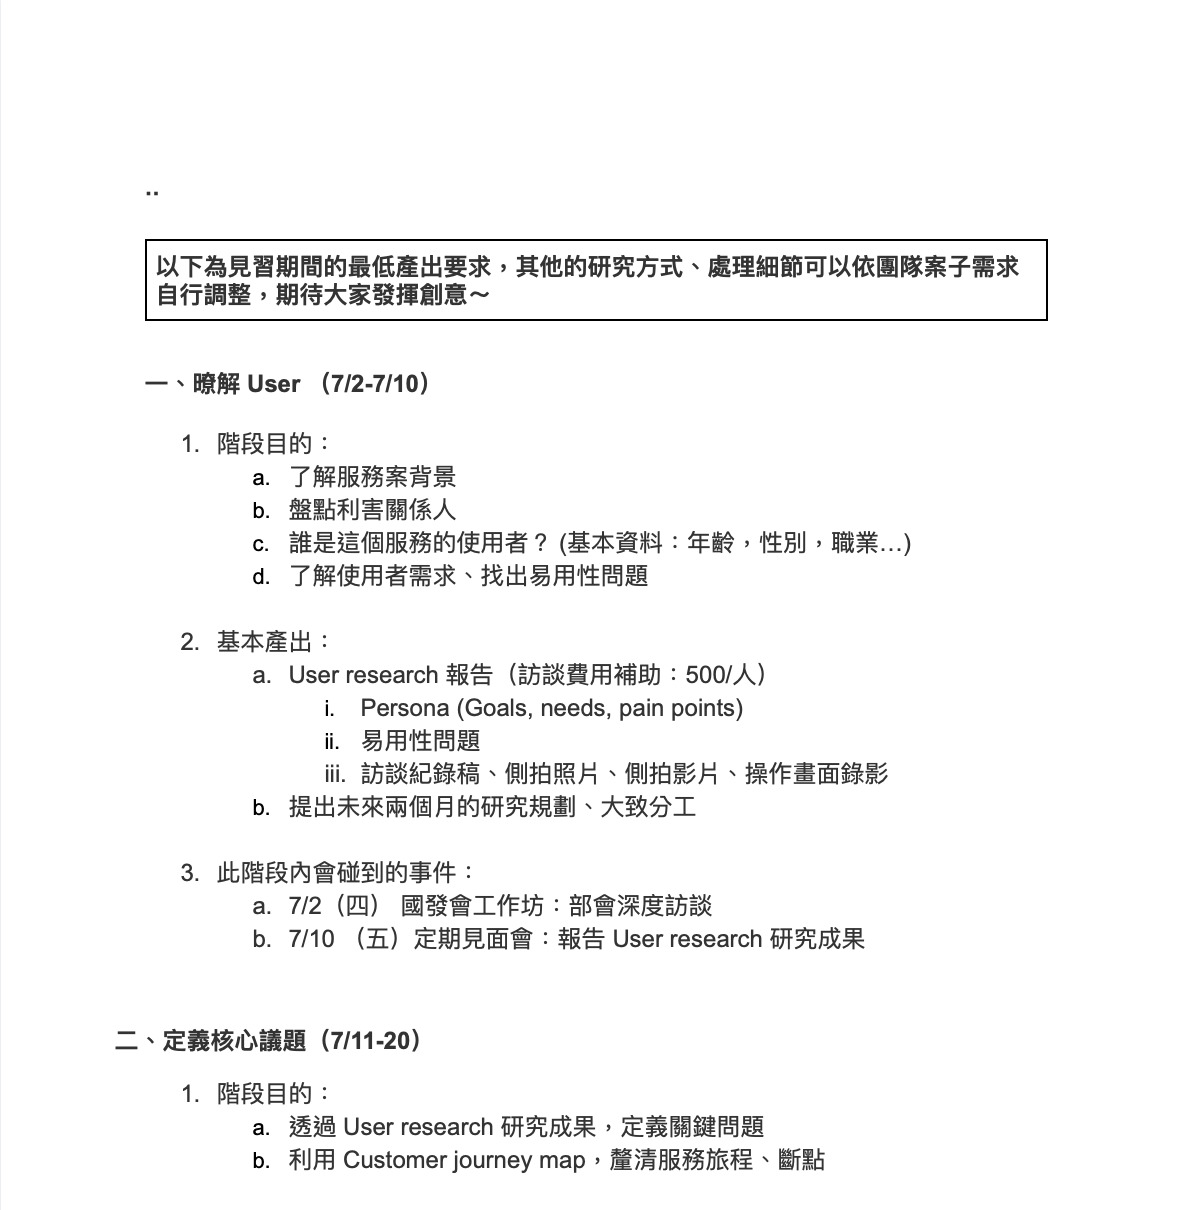 ..
以下為見習期間的最低產出要求，其他的研究方式、處理細節可以依團隊案子需求
自行調整，期待大家發揮創意～
一、暸解 User （7/2-7/10）
1. 階段目的：
a. 了解服務案背景
b. 盤點利害關係人
c. 誰是這個服務的使用者？ (基本資料：年齡，性別，職業…)
d. 了解使用者需求、找出易用性問題
2. 基本產出：
a. User research 報告（訪談費用補助：500/人）
i. Persona (Goals, needs, pain points)
ii. 易用性問題
iii. 訪談紀錄稿、側拍照片、側拍影片、操作畫面錄影
b. 提出未來兩個月的研究規劃、大致分工
3. 此階段內會碰到的事件：
a. 7/2（四） 國發會工作坊：部會深度訪談
b. 7/10 （五）定期見面會：報告 User research 研究成果
二、定義核心議題（7/11-20）
1. 階段目的：
a. 透過 User research 研究成果，定義關鍵問題
b. 利用 Customer journey map，釐清服務旅程、斷點